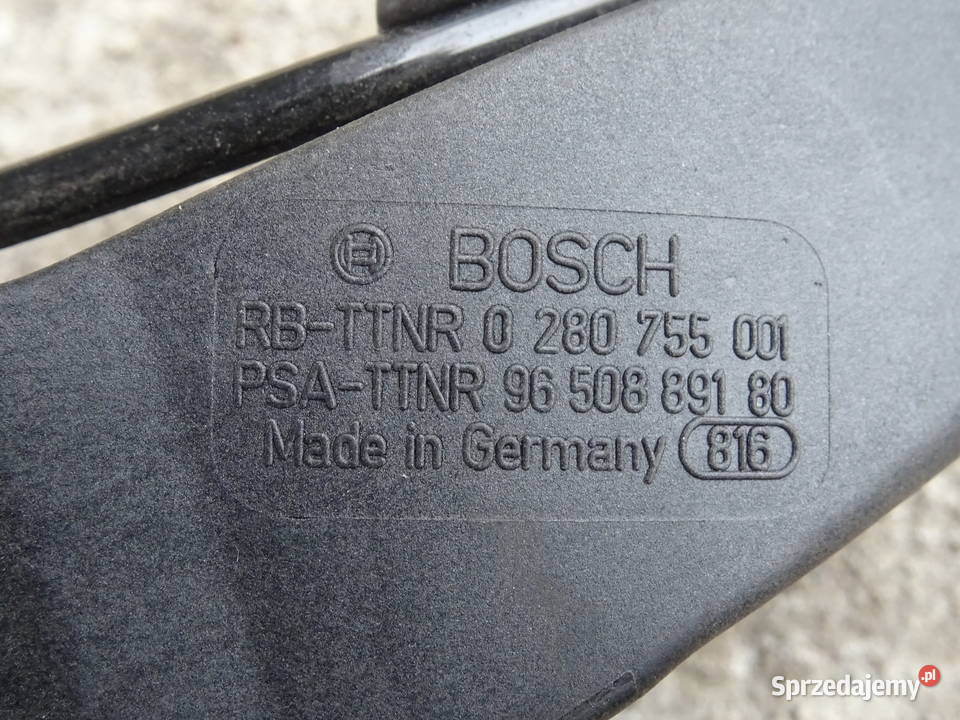 BOSCH
RB-TTNR 0 280 755 001
PSA-TTNR 96 508 891 80
Made in Germany 816
Sprzedajemy.pl